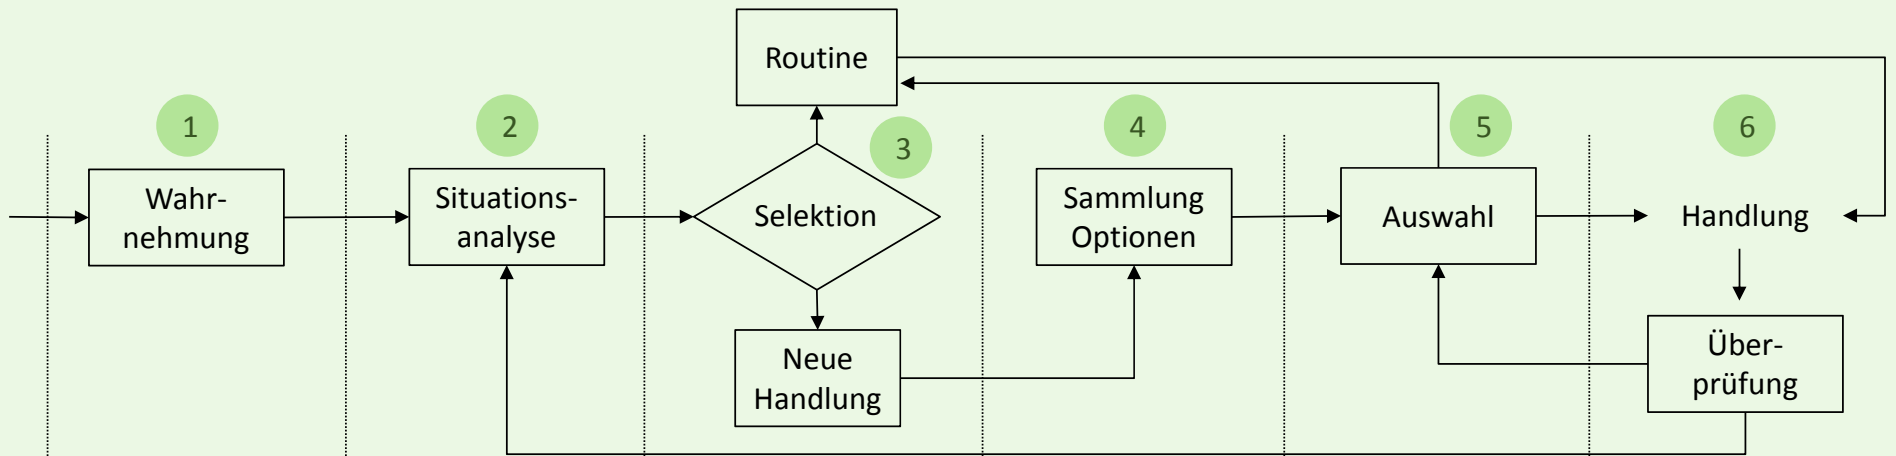 Routine
1
2
3
4
5
6
Wahr-
nehmung
Situations-
analyse
Selektion
Sammlung
Optionen
Auswahl
Handlung
Neue
Handlung
Über-
prüfung